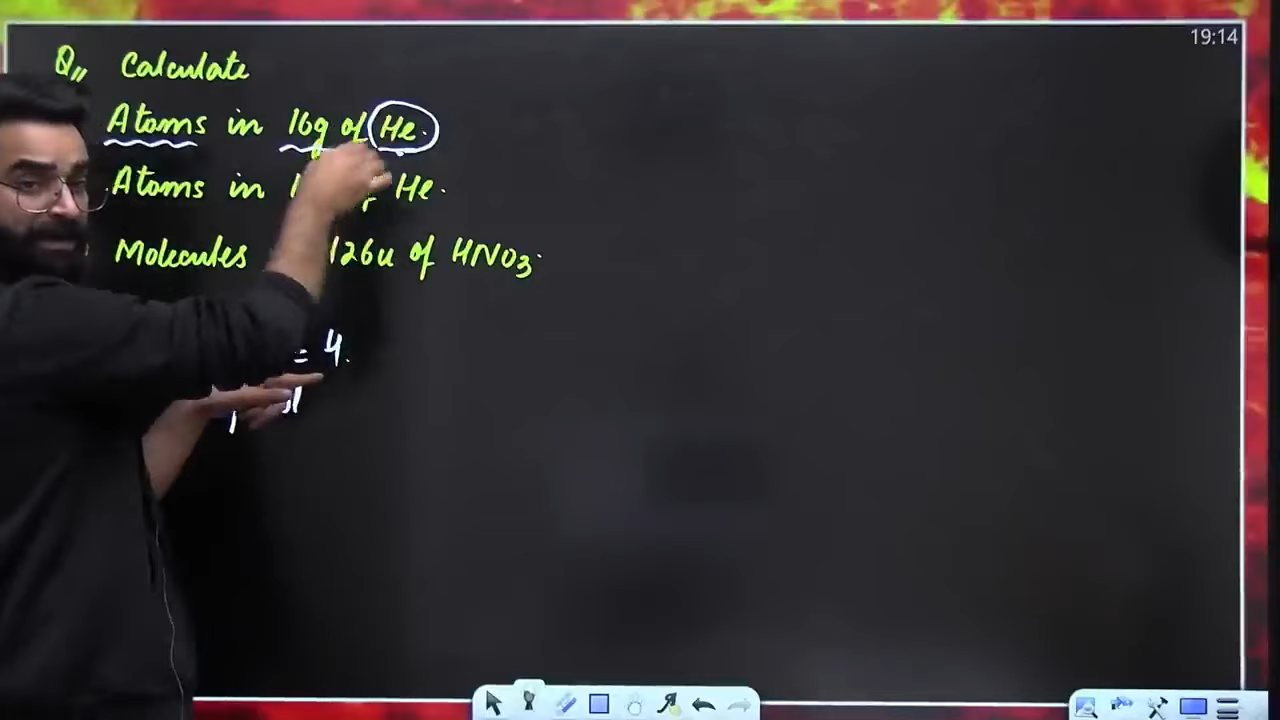 19:14
Q,, Calculate
Atoms in 16g of He.
Atoms in He.
Molecules 126u of HNO3.
= 4.